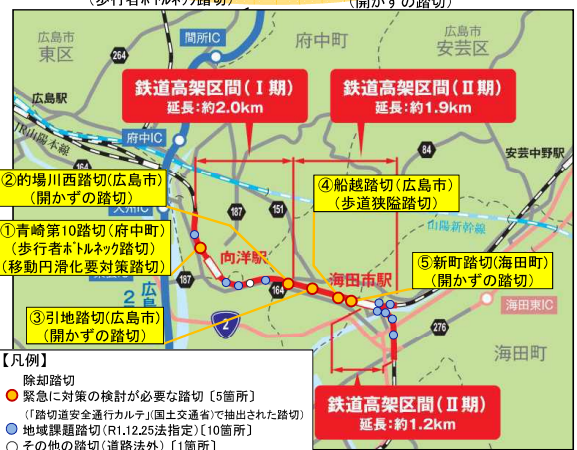 (歩行者ボトルネック踏切)
(開かずの踏切)
広島市
東区
264
間所IC
府中町
広島市
安芸区
鉄道高架区間(Ⅰ期)
延長:約2.0km
鉄道高架区間(Ⅱ期)
延長:約1.9km
広島駅
JR山陽本線
府中IC
164
84
安芸中野駅
②的場川西踏切(広島市)
(開かずの踏切)
④船越踏切(広島市)
(歩道狭隘踏切)
①青崎第10踏切(府中町)
(歩行者ボトルネック踏切)
(移動円滑化要対策踏切)
187
151
山陽新幹線
向洋駅
海田市駅
⑤新町踏切(海田町)
(開かずの踏切)
187
164
2
広島
③引地踏切(広島市)
(開かずの踏切)
2
海田東IC
276
海田町
【凡例】
除却踏切
緊急に対策の検討が必要な踏切〔5箇所〕
(「踏切道安全通行カルテ」(国土交通省)で抽出された踏切)
地域課題踏切(R1.12.25法指定)〔10箇所〕
その他の踏切(道路法外)〔1箇所〕
鉄道高架区間(Ⅱ期)
延長:約1.2km